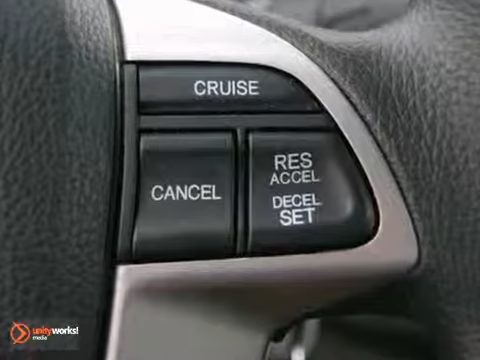 CRUISE
CANCEL
RES
ACCEL
DECEL
SET
unityworks!
media